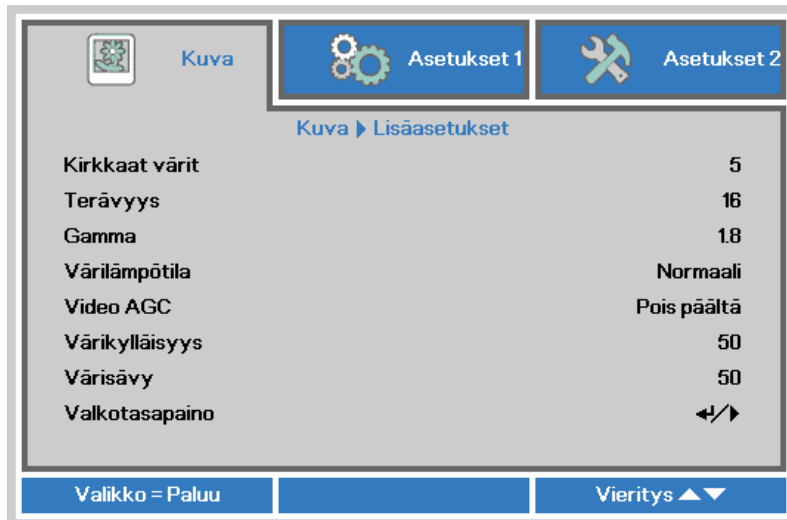 Kuva
Asetukset 1
Asetukset 2
Kuva ▶ Lisäasetukset
Kirkkaat värit 5
Terävyys 16
Gamma 1.8
Värilämpötila Normaali
Video AGC Pois päältä
Värikylläisyys 50
Värisävy 50
Valkotasapaino ↵/▶
Valikko = Paluu
Vieritys ▲▼